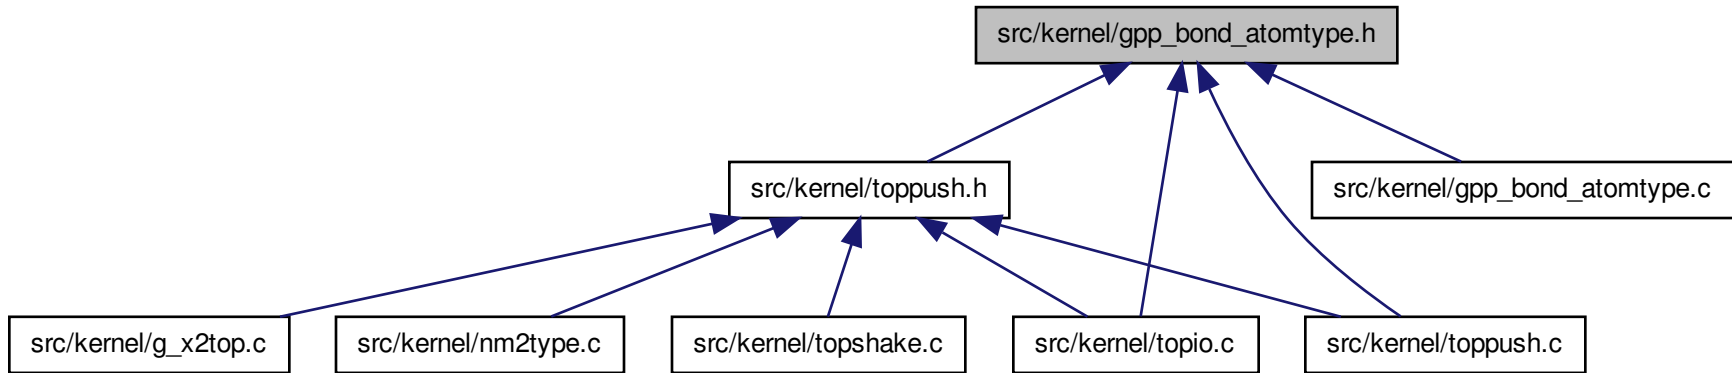 src/kernel/gpp_bond_atomtype.h
src/kernel/toppush.h
src/kernel/gpp_bond_atomtype.c
src/kernel/g_x2top.c
src/kernel/nm2type.c
src/kernel/topshake.c
src/kernel/topio.c
src/kernel/toppush.c